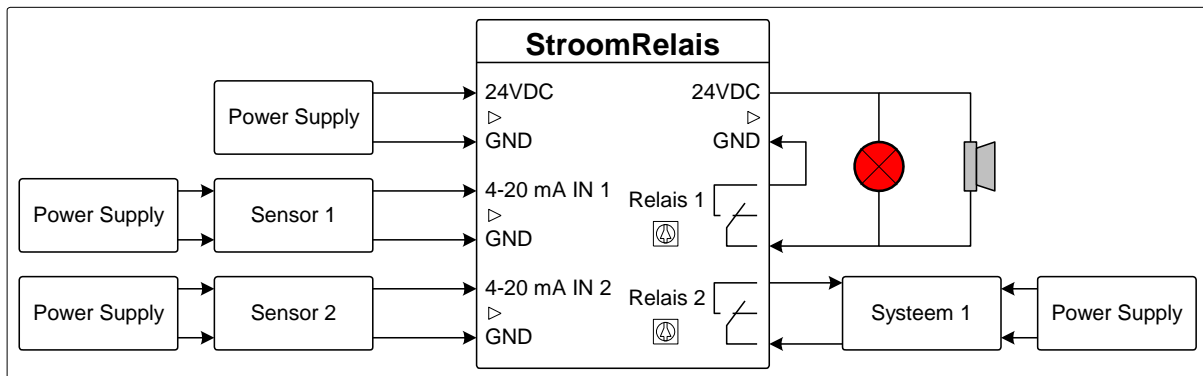 StroomRelais
24VDC
24VDC
Power Supply
GND
GND
4-20 mA IN 1
Power Supply
Sensor 1
Relais 1
GND
4-20 mA IN 2
Power Supply
Sensor 2
Relais 2
Systeem 1
Power Supply
GND